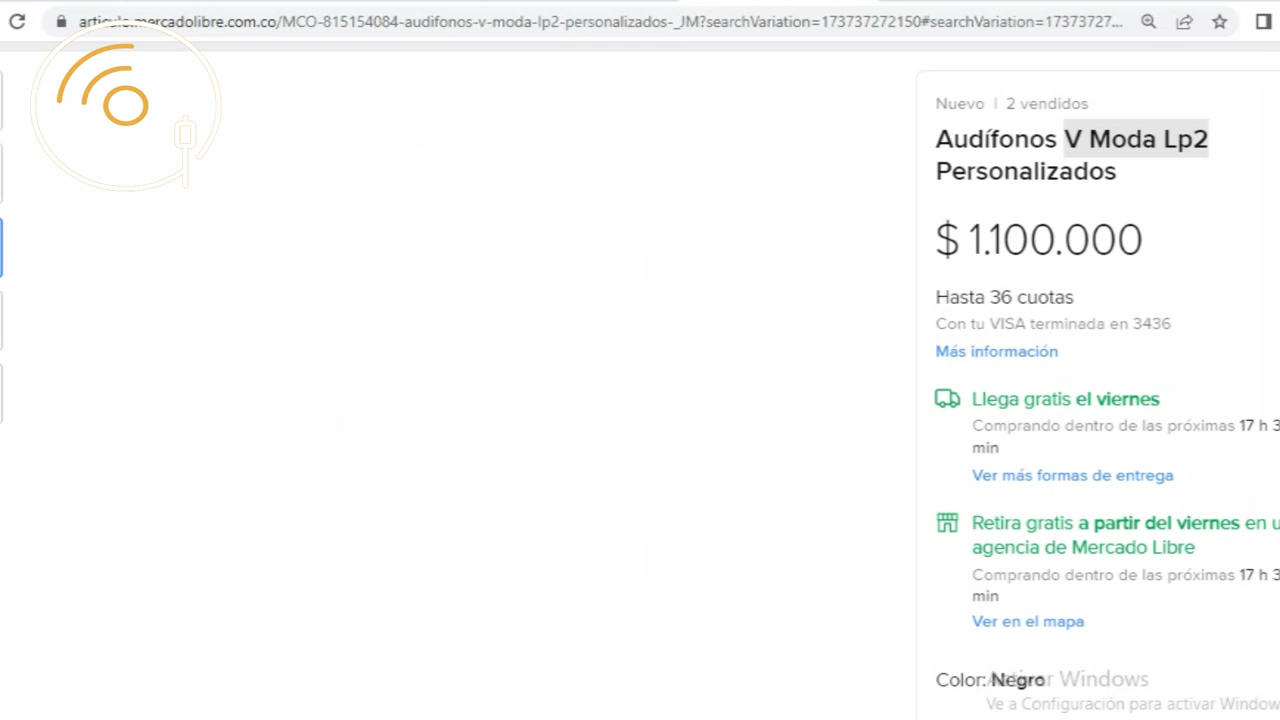 articulo.mercadolibre.com.co/MCO-815154084-audifonos-v-moda-lp2-personalizados-_JM?searchVariation=173737272150#searchVariation=17373727...
Nuevo | 2 vendidos
Audífonos V Moda Lp2
Personalizados
$ 1.100.000
Hasta 36 cuotas
Con tu VISA terminada en 3436
Más información
Llega gratis el viernes
Comprando dentro de las próximas 17 h 3
min
Ver más formas de entrega
Retira gratis a partir del viernes en u
agencia de Mercado Libre
Comprando dentro de las próximas 17 h 3
min
Ver en el mapa
Color: Negro
Activar Windows
Ve a Configuración para activar Window